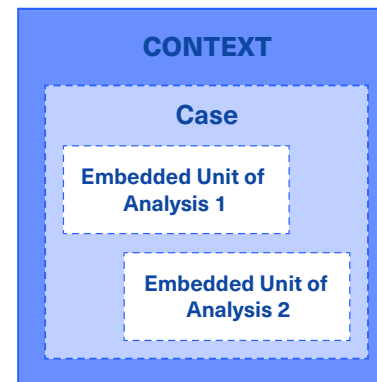 CONTEXT
Case
Embedded Unit of
Analysis 1
Embedded Unit of
Analysis 2